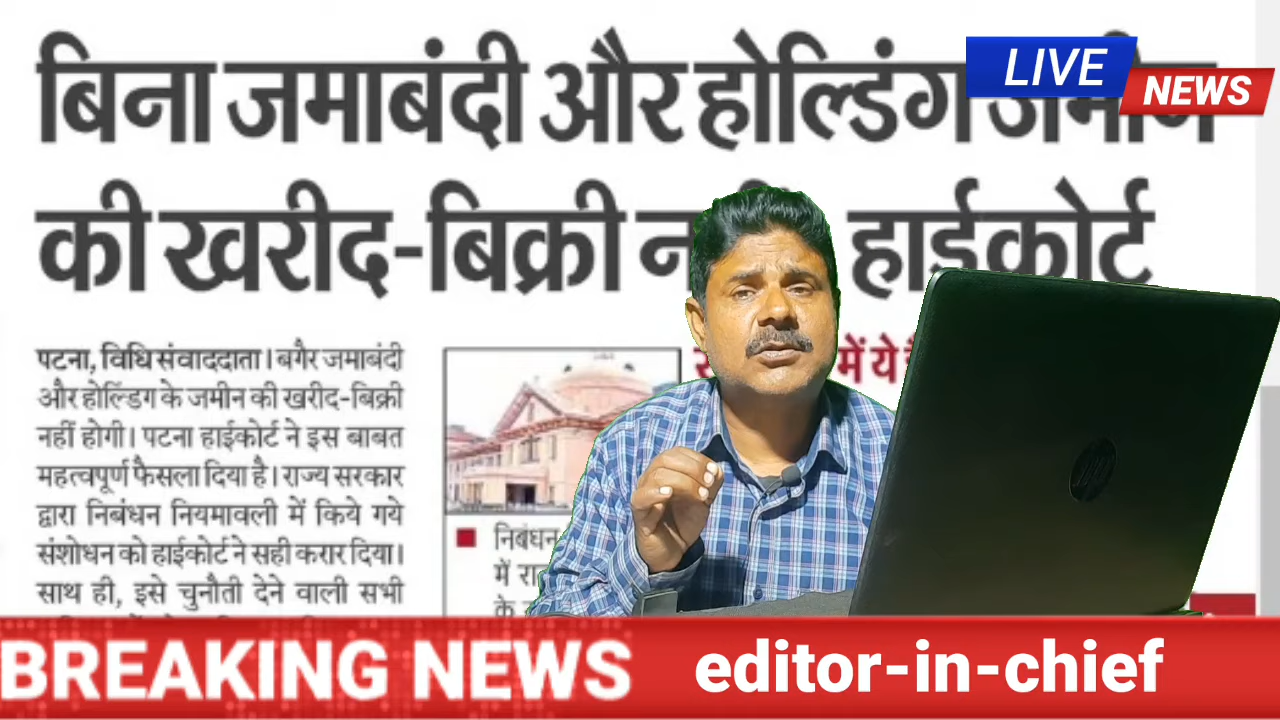 बिना जमाबंदी और होल्डिंग जमीन
LIVE
NEWS
की खरीद-बिक्री हाईकोर्ट
पटना, विधि संवाददाता। बगैर जमाबंदी
और होल्डिंग के जमीन की खरीद-बिक्री
नहीं होगी। पटना हाईकोर्ट ने इस बाबत
महत्वपूर्ण फैसला दिया है। राज्य सरकार
द्वारा निबंधन नियमावली में किये गये
संशोधन को हाईकोर्ट ने सही करार दिया।
साथ ही, इसे चुनौती देने वाली सभी
में ये
निबंधन
में
के
BREAKING NEWS
editor-in-chief